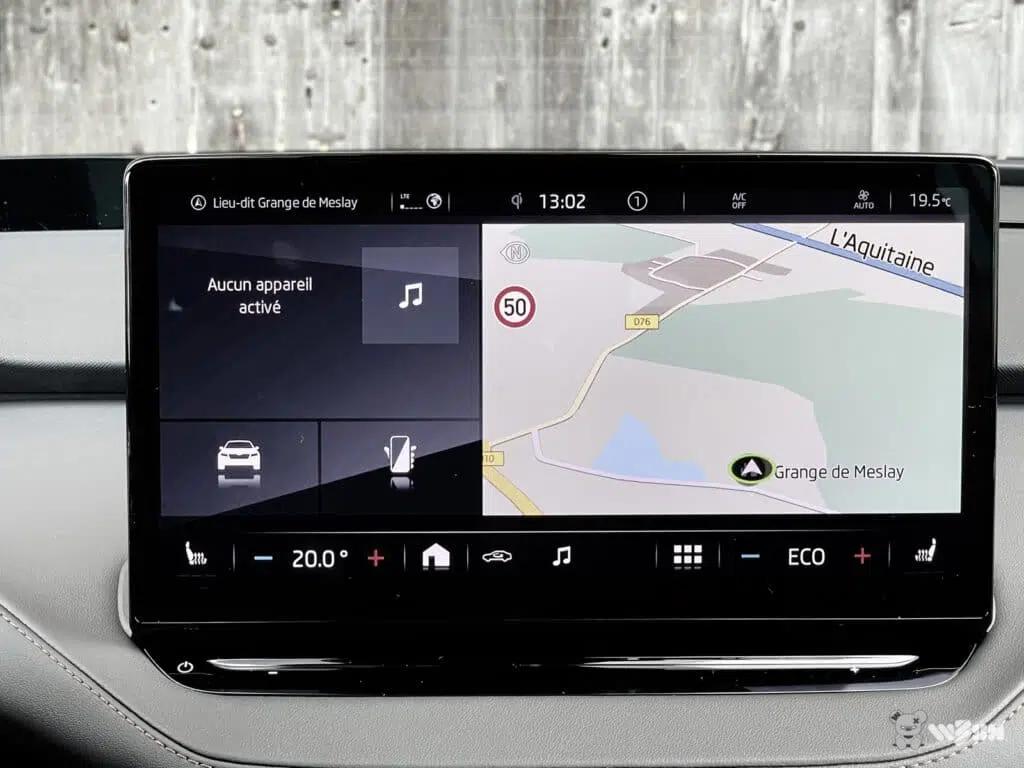 Lieu-dit Grange de Meslay
LTE
13:02
1
A/C
OFF
AUTO
19.5°C
Aucun appareil
activé
N
50
L'Aquitaine
D76
10
Grange de Meslay
20.0°
ECO